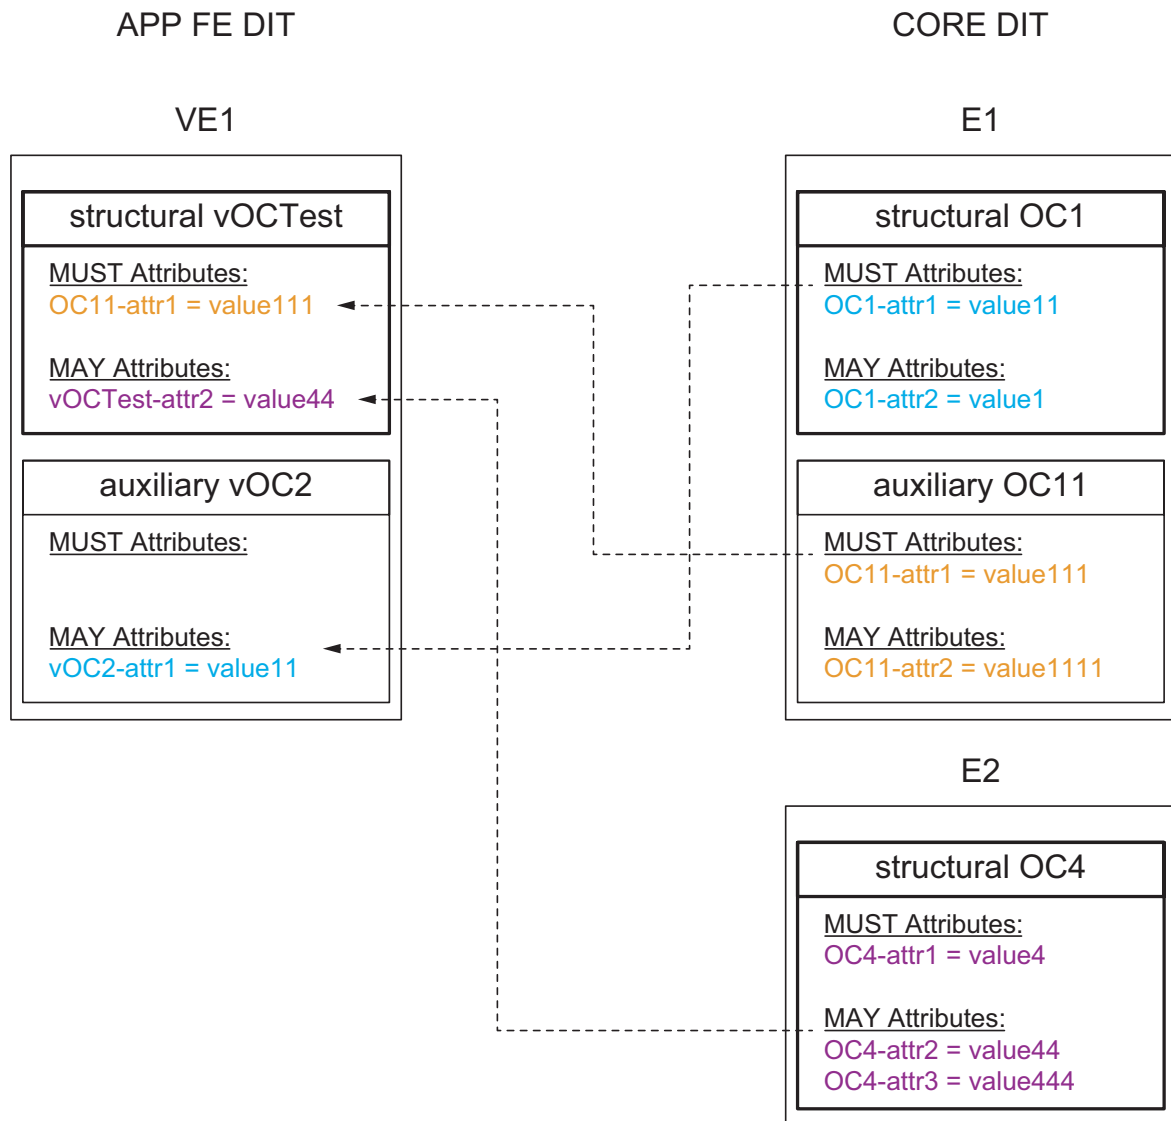 APP FE DIT
CORE DIT
VE1
structural vOCTest
MUST Attributes:
OC11-attr1 = value111
MAY Attributes:
vOCTest-attr2 = value44
auxiliary vOC2
MUST Attributes:
MAY Attributes:
vOC2-attr1 = value11
E1
structural OC1
MUST Attributes:
OC1-attr1 = value11
MAY Attributes:
OC1-attr2 = value1
auxiliary OC11
MUST Attributes:
OC11-attr1 = value111
MAY Attributes:
OC11-attr2 = value1111
E2
structural OC4
MUST Attributes:
OC4-attr1 = value4
MAY Attributes:
OC4-attr2 = value44
OC4-attr3 = value444